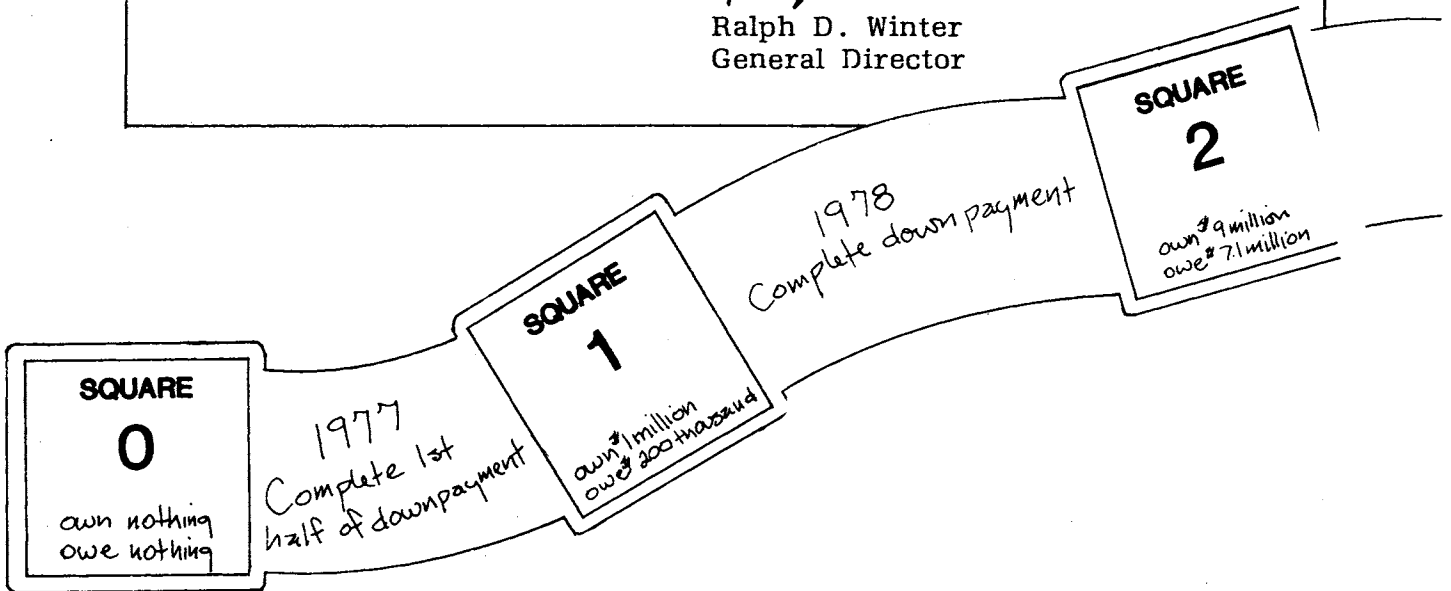 Ralph D. Winter
General Director
SQUARE
0
own nothing
owe nothing
1977
Complete 1st
half of downpayment
SQUARE
1
own $1 million
owe $200 thousand
1978
Complete down payment
SQUARE
2
own $9 million
owe $7.1 million